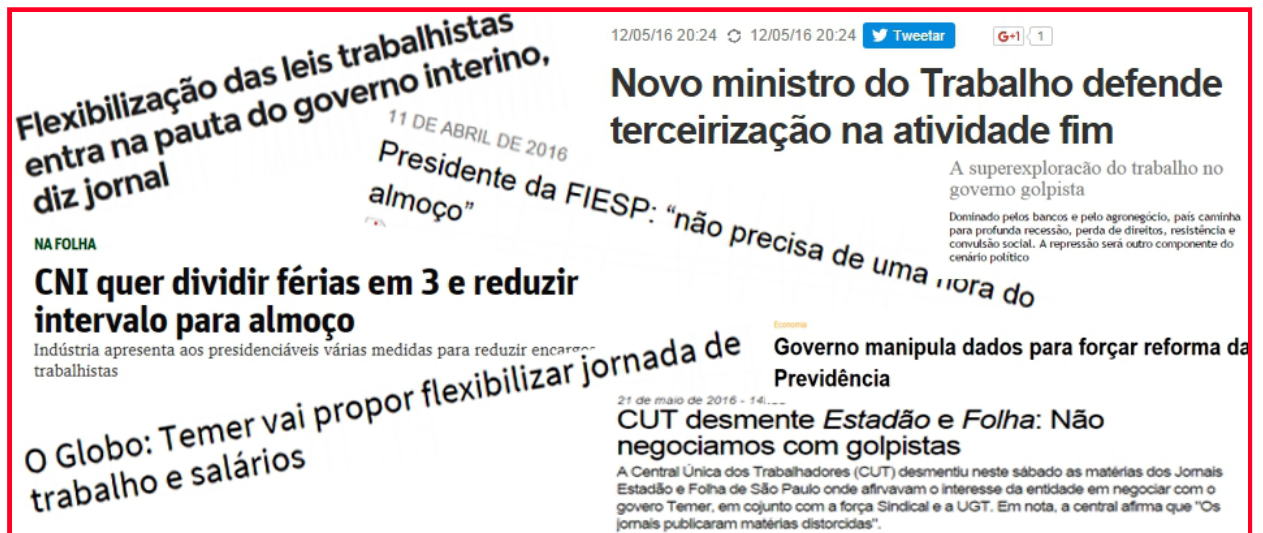 Flexibilização das leis trabalhistas
entra na pauta do governo interino,
diz jornal
12/05/16 20:24 12/05/16 20:24 Tweetar G+1 1
Novo ministro do Trabalho defende
terceirização na atividade fim
11 DE ABRIL DE 2016
Presidente da FIESP: “não precisa de uma hora do
almoço”
A superexploracão do trabalho no
governo golpista
Dominado pelos bancos e pelo agronegócio, país caminha
para profunda recessão, perda de direitos, resistência e
convulsão social. A repressão será outro componente do
cenário político
NA FOLHA
CNI quer dividir férias em 3 e reduzir
intervalo para almoço
Indústria apresenta aos presidenciáveis várias medidas para reduzir encargos
trabalhistas
Economia
Governo manipula dados para forçar reforma da
Previdência
O Globo: Temer vai propor flexibilizar jornada de
trabalho e salários
21 de maio de 2016 -
CUT desmente Estadão e Folha: Não
negociamos com golpistas
A Central Única dos Trabalhadores (CUT) desmentiu neste sábado as matérias dos Jornais
Estadão e Folha de São Paulo onde afirvavam o interesse da entidade em negociar com o
govero Temer, em cojunto com a força Sindical e a UGT. Em nota, a central afirma que "Os
jornais publicaram matérias distorcidas".